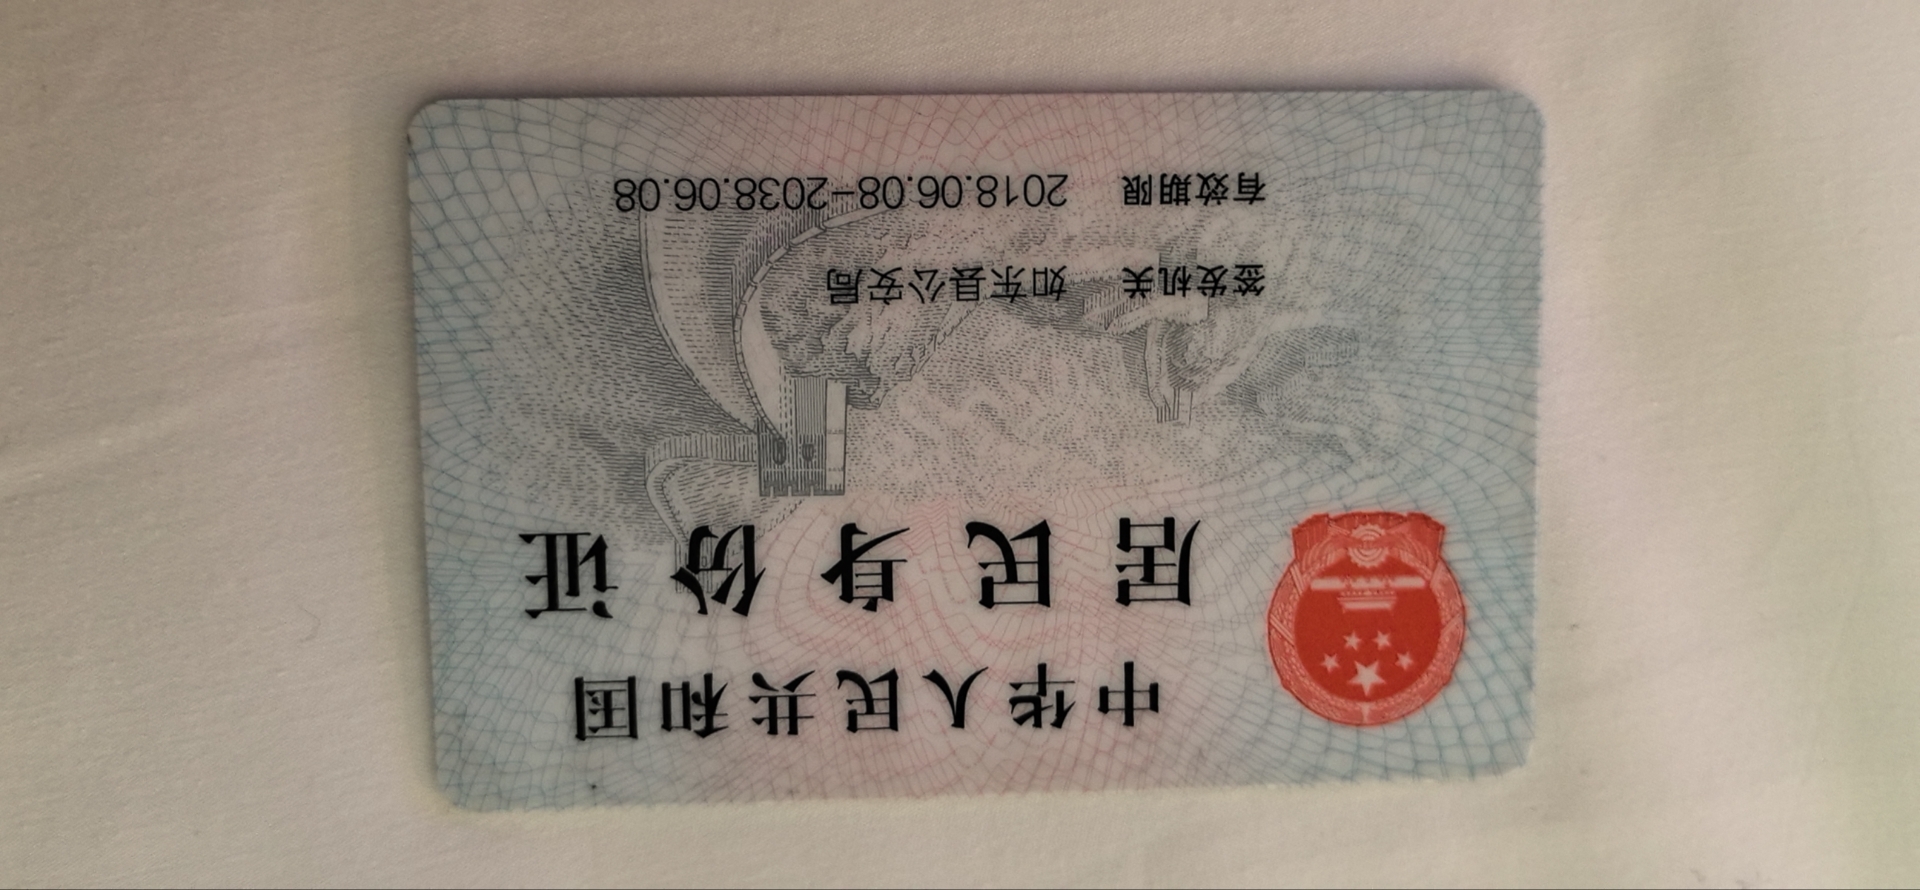 中华人民共和国
居民身份证
签发机关 如东县公安局
有效期限 2018.06.08-2038.06.08